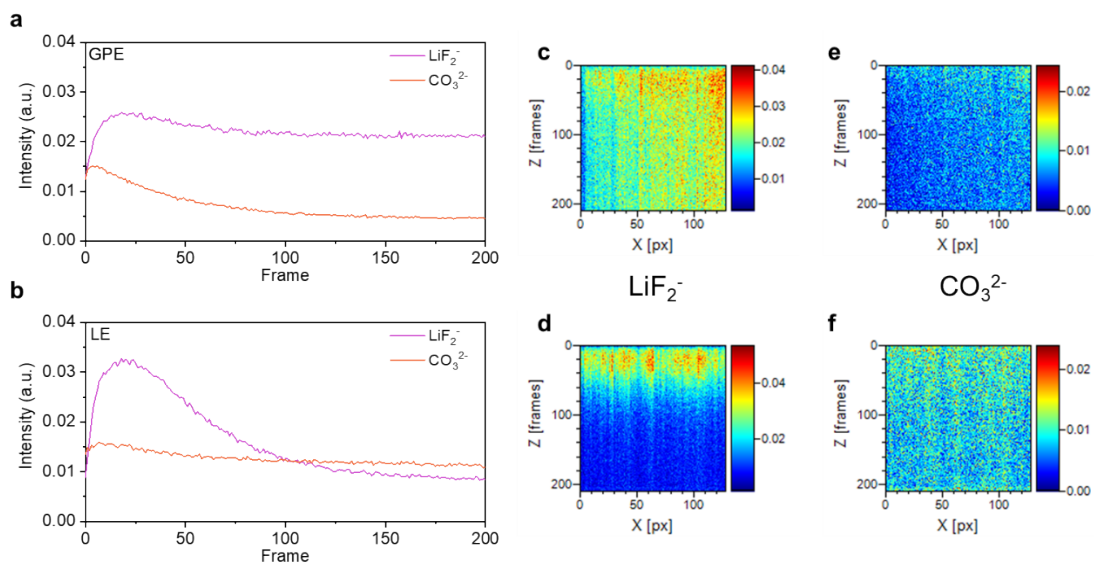 a
GPE
LiF₂⁻
CO₃²⁻
Intensity (a.u.)
0.04
0.03
0.02
0.01
0.00
0 50 100 150 200
Frame
b
LE
LiF₂⁻
CO₃²⁻
Intensity (a.u.)
0.04
0.03
0.02
0.01
0.00
0 50 100 150 200
Frame
c
Z [frames]
0
100
200
0 50 100
X [px]
0.04
0.03
0.02
0.01
e
Z [frames]
0
100
200
0 50 100
X [px]
0.02
0.01
0.00
LiF₂⁻
CO₃²⁻
d
Z [frames]
0
100
200
0 50 100
X [px]
0.04
0.02
f
Z [frames]
0
100
200
0 50 100
X [px]
0.02
0.01
0.00